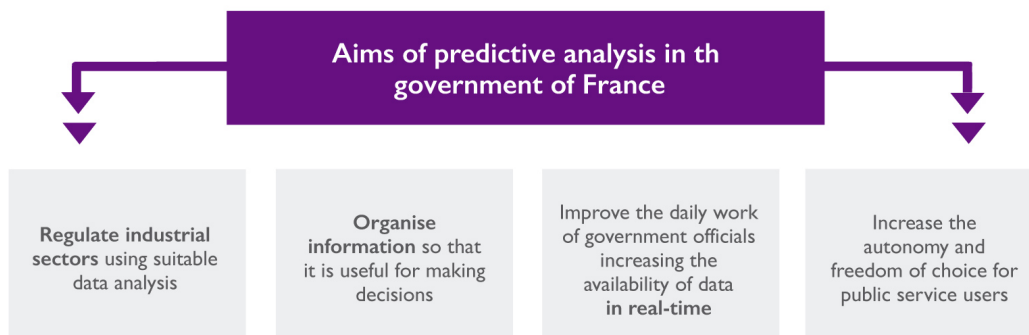 Aims of predictive analysis in th
government of France
Regulate industrial
sectors using suitable
data analysis
Organise
information so that
it is useful for making
decisions
Improve the daily work
of government officials
increasing the
availability of data
in real-time
Increase the
autonomy and
freedom of choice for
public service users